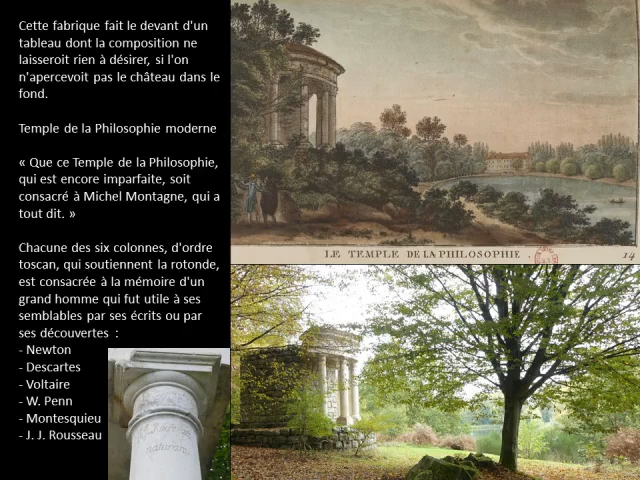 Cette fabrique fait le devant d'un
tableau dont la composition ne
laisseroit rien à désirer, si l'on
n'apercevoit pas le château dans le
fond.
Temple de la Philosophie moderne
« Que ce Temple de la Philosophie,
qui est encore imparfaite, soit
consacré à Michel Montagne, qui a
tout dit. »
Chacune des six colonnes, d'ordre
toscan, qui soutiennent la rotonde,
est consacrée à la mémoire d'un
grand homme qui fut utile à ses
semblables par ses écrits ou par
ses découvertes :
- Newton
- Descartes
- Voltaire
- W. Penn
- Montesquieu
- J. J. Rousseau
LE TEMPLE DE LA PHILOSOPHIE .
14
naturam